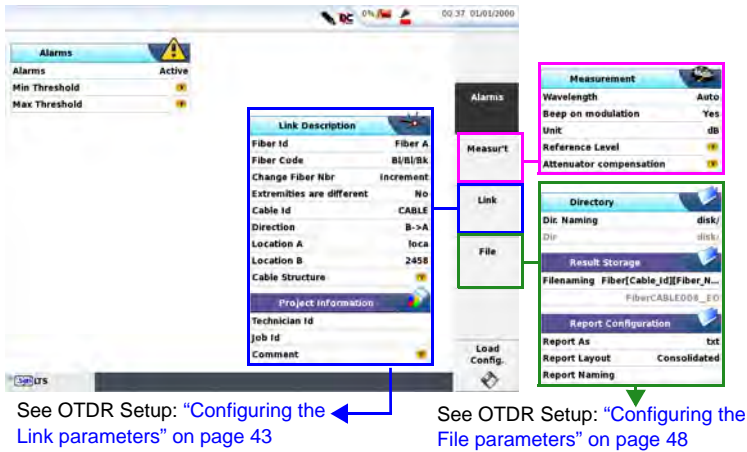 0% 00:37 01/01/2000
DC
Alarms
Alarms Active
Min Threshold
Max Threshold
Link Description
Fiber Id Fiber A
Fiber Code Bl/Bl/Bk
Change Fiber Nbr Increment
Extremities are different No
Cable Id CABLE
Direction B->A
Location A loca
Location B 2458
Cable Structure
Project Information
Technician Id
Job Id
Comment
Alarms
Measur't
Link
File
Load
Config.
Measurement
Wavelength Auto
Beep on modulation Yes
Unit dB
Reference Level
Attenuator compensation
Directory
Dir. Naming disk/
Dir disk/
Result Storage
Filenaming Fiber[Cable_Id][Fiber_N...
FiberCABLE008_EO
Report Configuration
Report As txt
Report Layout Consolidated
Report Naming
LTS
See OTDR Setup: “Configuring the
Link parameters” on page 43
See OTDR Setup: “Configuring the
File parameters” on page 48